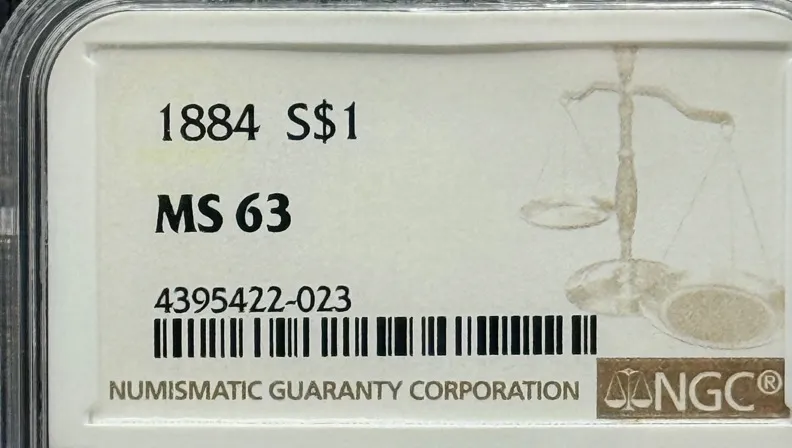 1884 S$1
MS 63
4395422-023
NUMISMATIC GUARANTY CORPORATION
NGC®